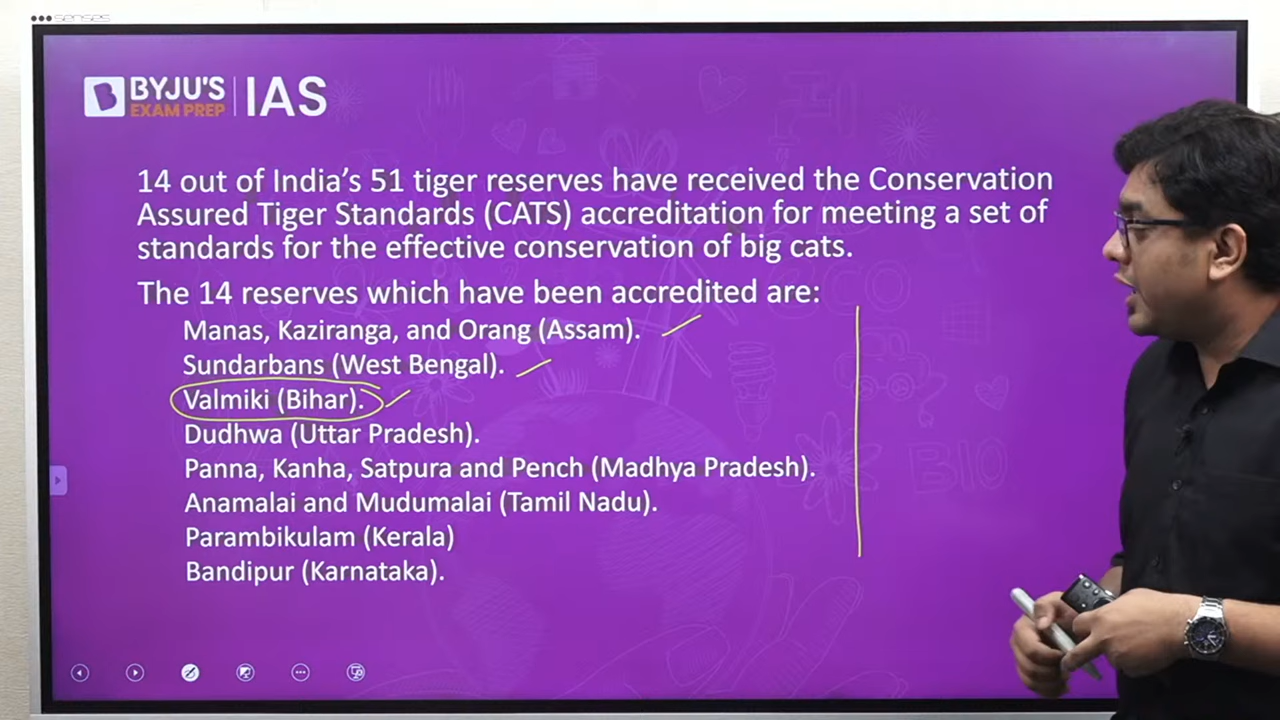 senses
BYJU'S
EXAM PREP
IAS
14 out of India's 51 tiger reserves have received the Conservation
Assured Tiger Standards (CATS) accreditation for meeting a set of
standards for the effective conservation of big cats.
The 14 reserves which have been accredited are:
Manas, Kaziranga, and Orang (Assam).
Sundarbans (West Bengal).
Valmiki (Bihar).
Dudhwa (Uttar Pradesh).
Panna, Kanha, Satpura and Pench (Madhya Pradesh).
Anamalai and Mudumalai (Tamil Nadu).
Parambikulam (Kerala)
Bandipur (Karnataka).
eco
BIO